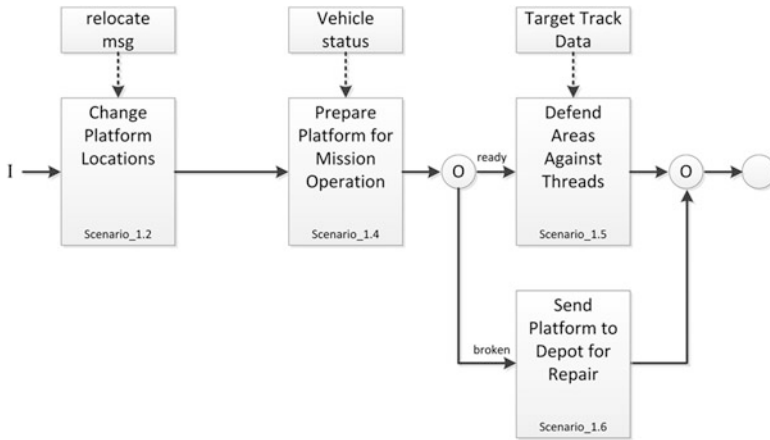 relocate
msg
Vehicle
status
Target Track
Data
I
Change
Platform
Locations
Scenario_1.2
Prepare
Platform for
Mission
Operation
Scenario_1.4
O
ready
Defend
Areas
Against
Threads
Scenario_1.5
O
broken
Send
Platform to
Depot for
Repair
Scenario_1.6